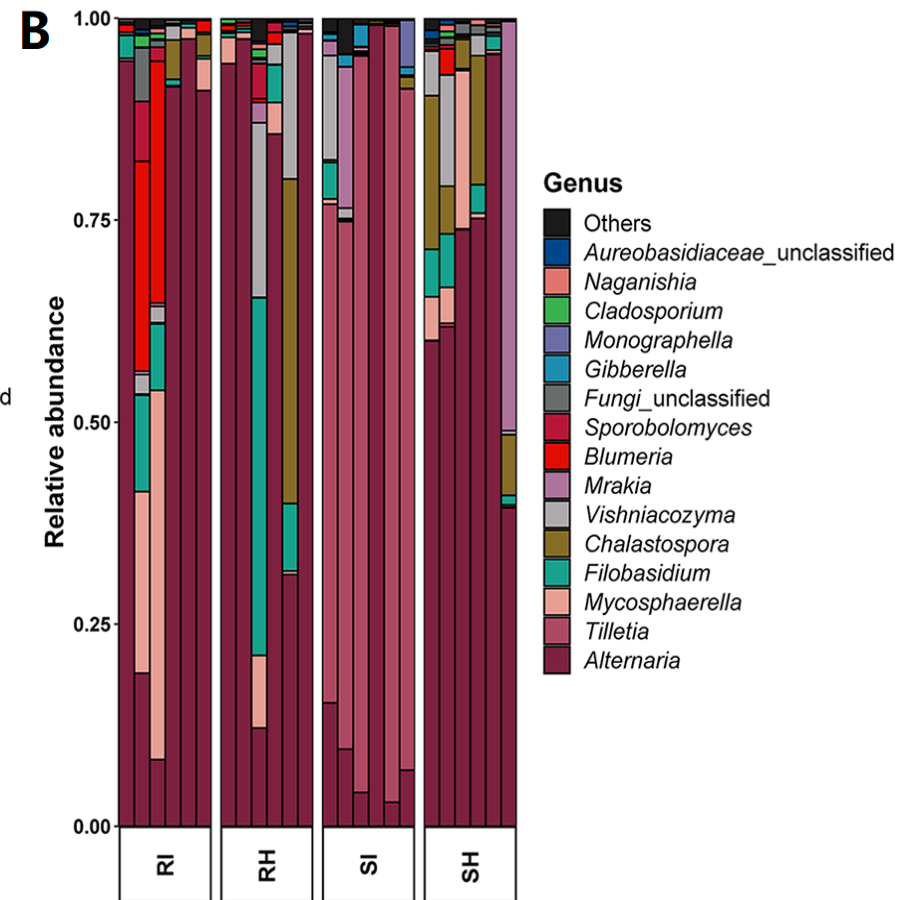 B
d
Relative abundance
1.00
0.75
0.50
0.25
0.00
RI
RH
SI
SH
Genus
Others
Aureobasidiaceae_unclassified
Naganishia
Cladosporium
Monographella
Gibberella
Fungi_unclassified
Sporobolomyces
Blumeria
Mrakia
Vishniacozyma
Chalastospora
Filobasidium
Mycosphaerella
Tilletia
Alternaria